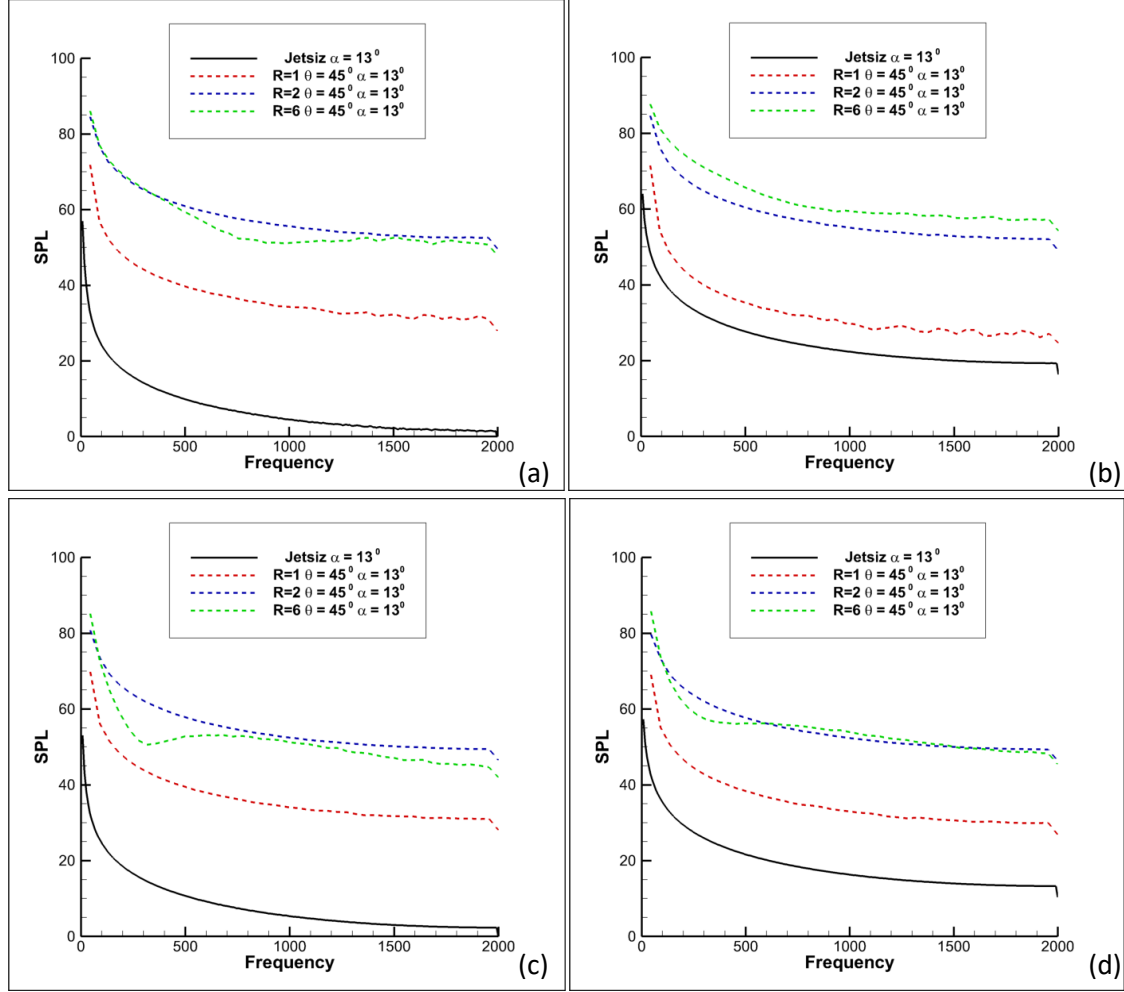 Jetsiz α = 13⁰
R=1 θ = 45⁰ α = 13⁰
R=2 θ = 45⁰ α = 13⁰
R=6 θ = 45⁰ α = 13⁰
100
80
60
40
20
0
SPL
0 500 1000 1500 2000
Frequency
(a)
Jetsiz α = 13⁰
R=1 θ = 45⁰ α = 13⁰
R=2 θ = 45⁰ α = 13⁰
R=6 θ = 45⁰ α = 13⁰
100
80
60
40
20
0
SPL
0 500 1000 1500 2000
Frequency
(b)
Jetsiz α = 13⁰
R=1 θ = 45⁰ α = 13⁰
R=2 θ = 45⁰ α = 13⁰
R=6 θ = 45⁰ α = 13⁰
100
80
60
40
20
0
SPL
0 500 1000 1500 2000
Frequency
(c)
Jetsiz α = 13⁰
R=1 θ = 45⁰ α = 13⁰
R=2 θ = 45⁰ α = 13⁰
R=6 θ = 45⁰ α = 13⁰
100
80
60
40
20
0
SPL
0 500 1000 1500 2000
Frequency
(d)